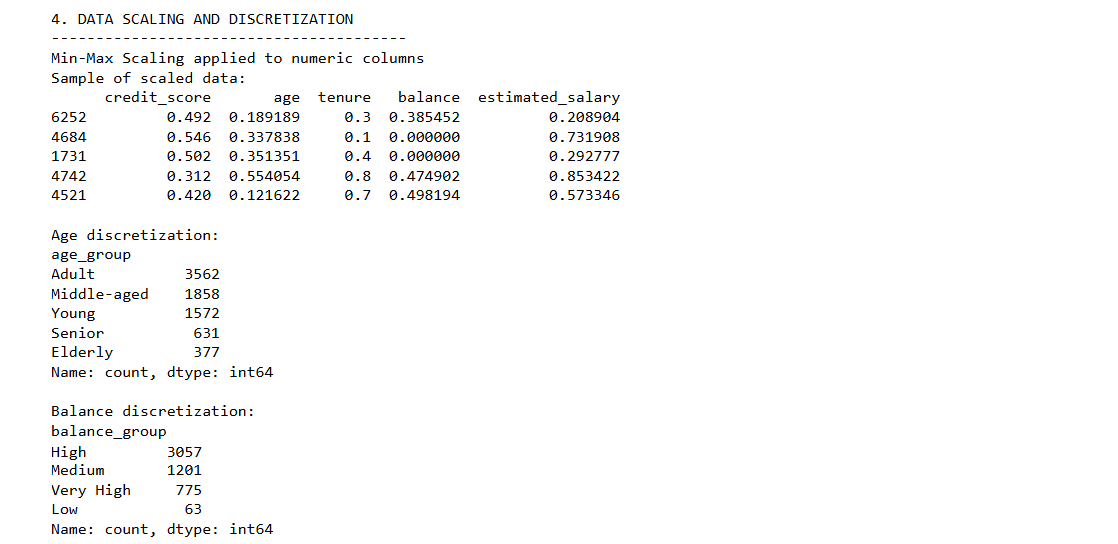 4. DATA SCALING AND DISCRETIZATION
----------------------------------------
Min-Max Scaling applied to numeric columns
Sample of scaled data:
      credit_score       age  tenure   balance  estimated_salary
6252         0.492  0.189189     0.3  0.385452          0.208904
4684         0.546  0.337838     0.1  0.000000          0.731908
1731         0.502  0.351351     0.4  0.000000          0.292777
4742         0.312  0.554054     0.8  0.474902          0.853422
4521         0.420  0.121622     0.7  0.498194          0.573346
Age discretization:
age_group
Adult          3562
Middle-aged    1858
Young          1572
Senior          631
Elderly         377
Name: count, dtype: int64
Balance discretization:
balance_group
High         3057
Medium       1201
Very High     775
Low            63
Name: count, dtype: int64